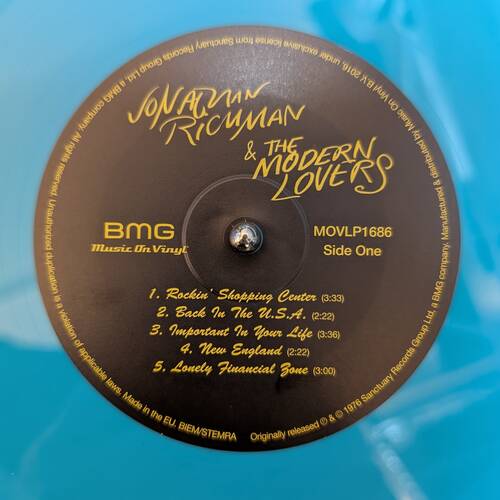 JONATHAN
RICHMAN
& THE
MODERN
LOVERS
BMG
Music On Vinyl
MOVLP1686
Side One
1. Rockin' Shopping Center (3:33)
2. Back In The U.S.A. (2:22)
3. Important In Your Life (3:36)
4. New England (2:22)
5. Lonely Financial Zone (3:00)
Originally released ℗ & © 1976 Sanctuary Records Group Ltd, a BMG company. Manufactured & distributed by Music On Vinyl B.V. 2016, under exclusive license from Sanctuary Records Group Ltd, a BMG company. All rights reserved. Unauthorized duplication is a violation of applicable laws. Made in the EU. BIEM/STEMRA